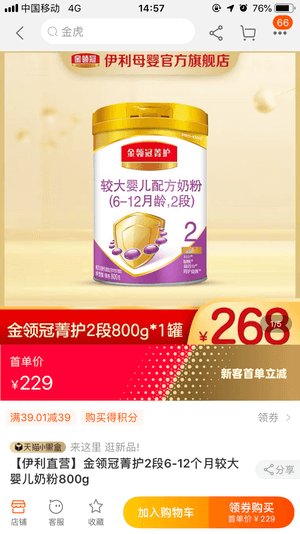 中国移动 4G 14:57 76%
金虎
66
金领冠 伊利母婴官方旗舰店
金领冠菁护
较大婴儿配方奶粉
(6-12月龄,2段)
2
金领冠菁护2段800g*1罐
¥268
1/5
首单价
¥229
新客首单立减
满39.01减39 购买得积分
天猫小黑盒 来这里 逛新品!
【伊利直营】金领冠菁护2段6-12个月较大
婴儿奶粉800g
分享
店铺 客服 收藏
加入购物车
领券购买
首单价¥229